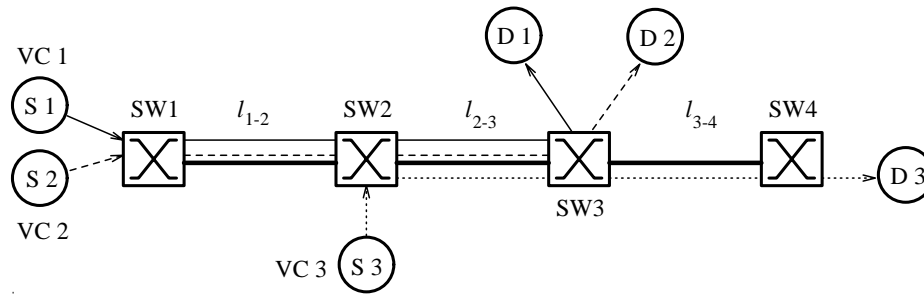 D 1
D 2
VC 1
S 1
SW1
l1-2
SW2
l2-3
l3-4
SW4
S 2
D 3
SW3
VC 2
VC 3
S 3